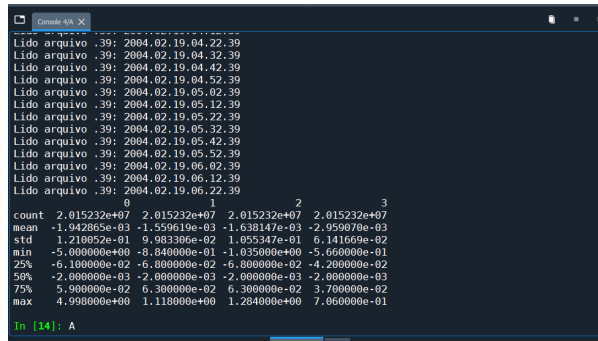 Console 4/A X
Lido arquivo .39: 2004.02.19.04.22.39
Lido arquivo .39: 2004.02.19.04.32.39
Lido arquivo .39: 2004.02.19.04.42.39
Lido arquivo .39: 2004.02.19.04.52.39
Lido arquivo .39: 2004.02.19.05.02.39
Lido arquivo .39: 2004.02.19.05.12.39
Lido arquivo .39: 2004.02.19.05.22.39
Lido arquivo .39: 2004.02.19.05.32.39
Lido arquivo .39: 2004.02.19.05.42.39
Lido arquivo .39: 2004.02.19.05.52.39
Lido arquivo .39: 2004.02.19.06.02.39
Lido arquivo .39: 2004.02.19.06.12.39
Lido arquivo .39: 2004.02.19.06.22.39
0 1 2 3
count 2.015232e+07 2.015232e+07 2.015232e+07 2.015232e+07
mean -1.942865e-03 -1.559619e-03 -1.638147e-03 -2.959070e-03
std 1.210052e-01 9.983306e-02 1.055347e-01 6.141669e-02
min -5.000000e+00 -8.840000e-01 -1.035000e+00 -5.660000e-01
25% -6.100000e-02 -6.800000e-02 -6.800000e-02 -4.200000e-02
50% -2.000000e-03 -2.000000e-03 -2.000000e-03 -2.000000e-03
75% 5.900000e-02 6.300000e-02 6.300000e-02 3.700000e-02
max 4.998000e+00 1.118000e+00 1.284000e+00 7.060000e-01
In [14]: A